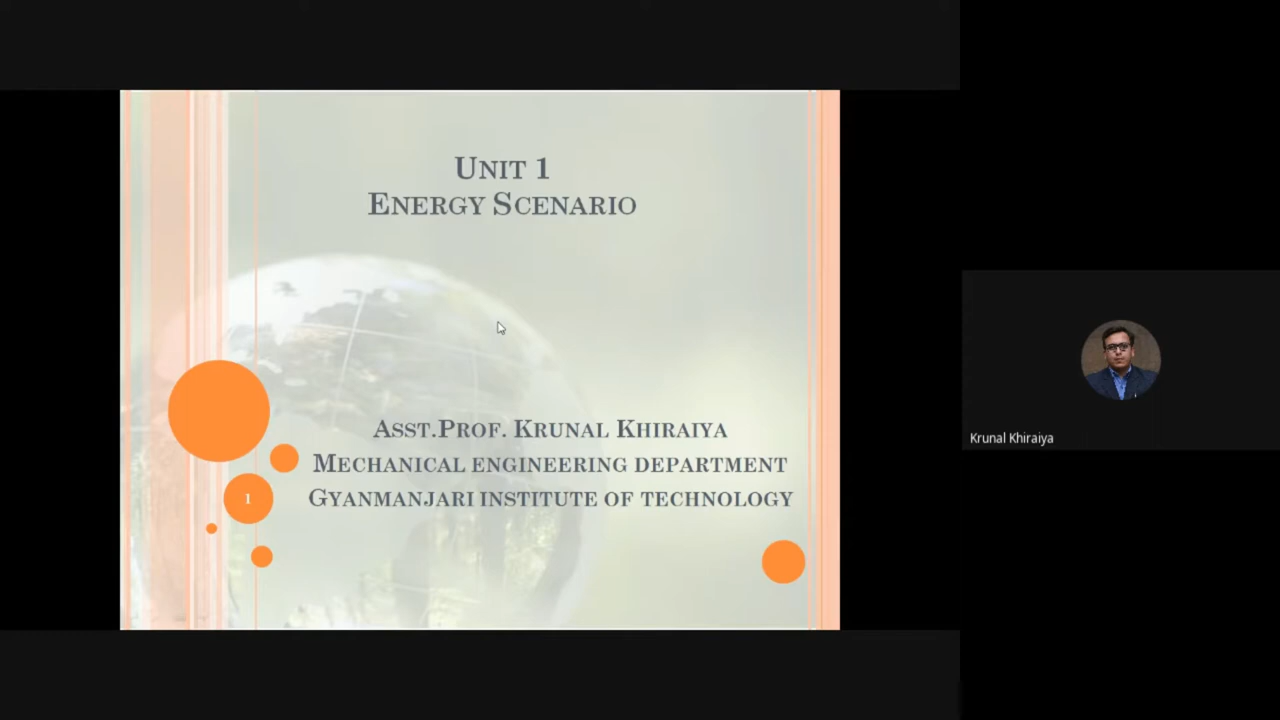 UNIT 1
ENERGY SCENARIO
ASST.PROF. KRUNAL KHIRAIYA
MECHANICAL ENGINEERING DEPARTMENT
GYANMANJARI INSTITUTE OF TECHNOLOGY
1
Krunal Khiraiya